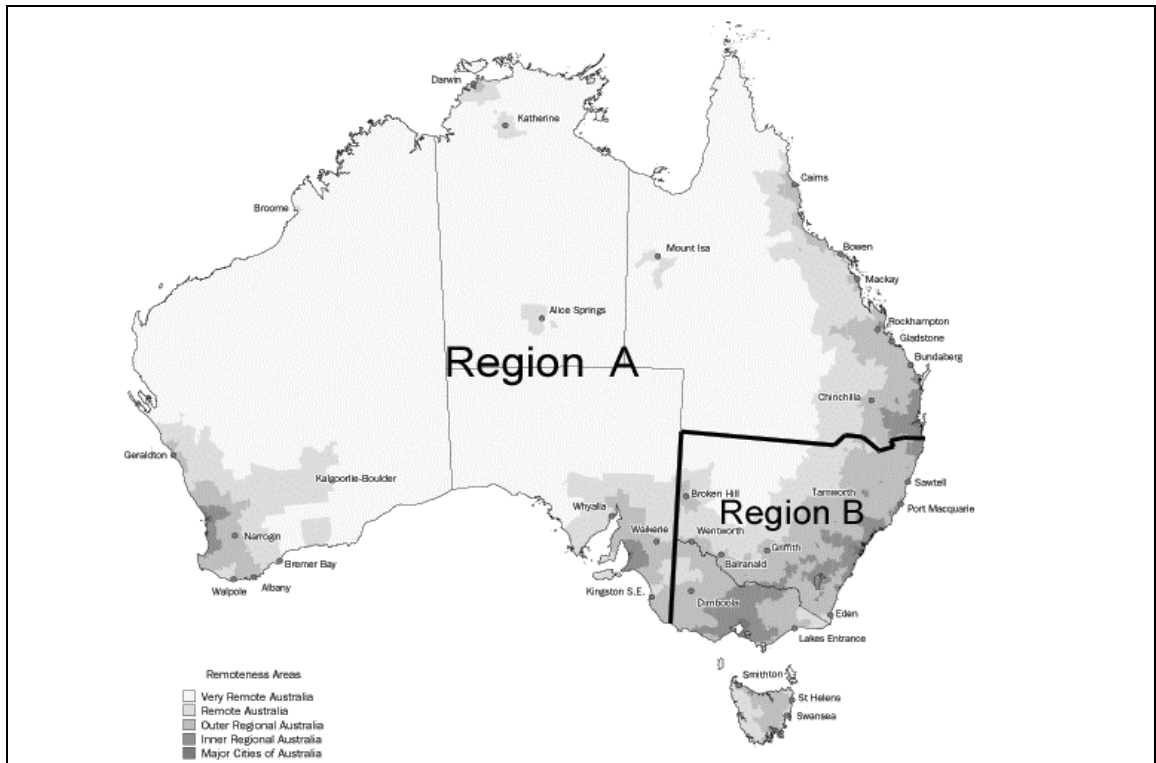 Darwin
Katherine
Cairns
Broome
Mount Isa
Bowen
Mackay
Alice Springs
Rockhampton
Gladstone
Region A
Bundaberg
Chinchilla
Geraldton
Kalgoorlie-Boulder
Broken Hill
Tamworth
Sawtell
Whyalla
Region B
Port Macquarie
Waikerie
Wentworth
Narrogin
Griffith
Balranald
Bremer Bay
Walpole
Albany
Kingston S.E.
Dimboola
Eden
Lakes Entrance
Smithton
Remoteness Areas
St Helens
Very Remote Australia
Remote Australia
Swansea
Outer Regional Australia
Inner Regional Australia
Major Cities of Australia